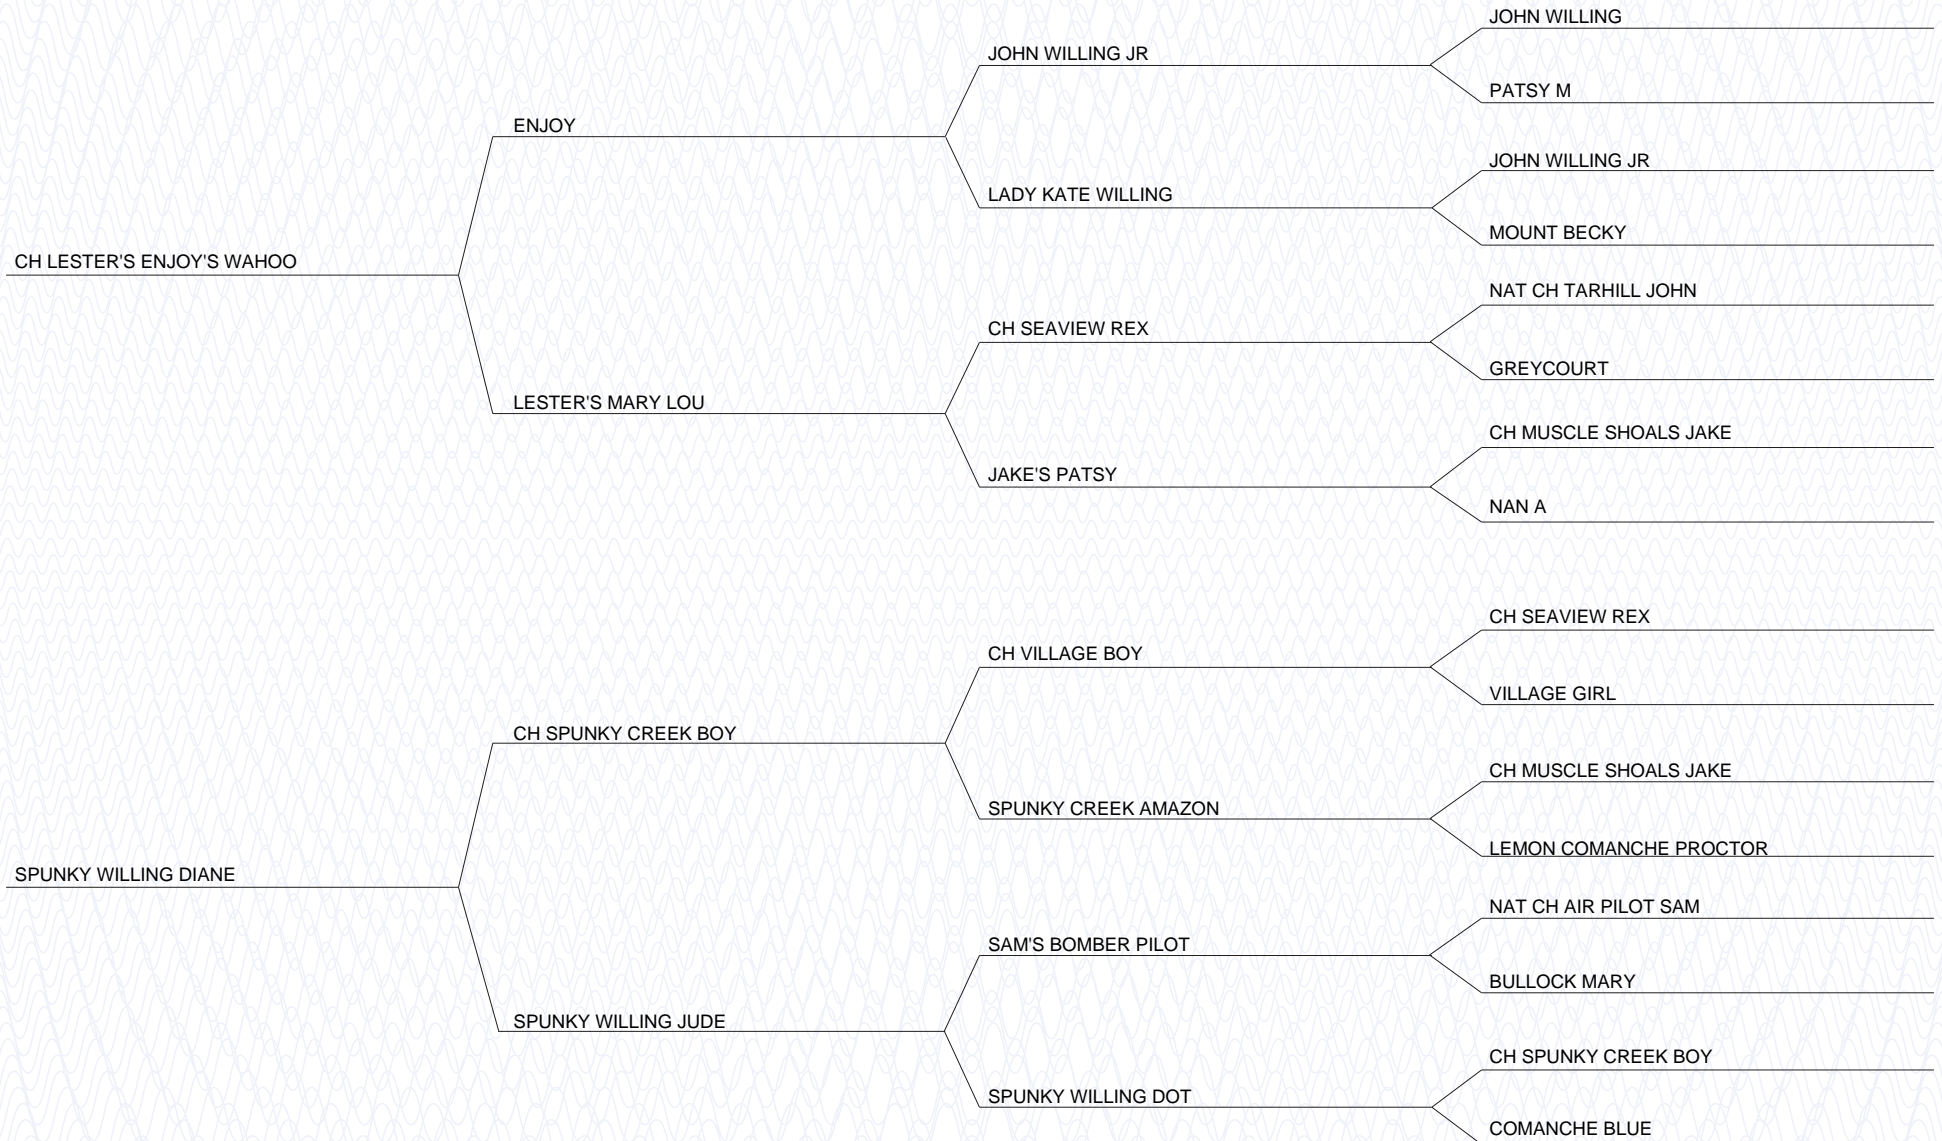 JOHN WILLING
JOHN WILLING JR
PATSY M
ENJOY
JOHN WILLING JR
LADY KATE WILLING
MOUNT BECKY
CH LESTER'S ENJOY'S WAHOO
NAT CH TARHILL JOHN
CH SEAVIEW REX
GREYCOURT
LESTER'S MARY LOU
CH MUSCLE SHOALS JAKE
JAKE'S PATSY
NAN A
CH SEAVIEW REX
CH VILLAGE BOY
VILLAGE GIRL
CH SPUNKY CREEK BOY
CH MUSCLE SHOALS JAKE
SPUNKY CREEK AMAZON
LEMON COMANCHE PROCTOR
SPUNKY WILLING DIANE
NAT CH AIR PILOT SAM
SAM'S BOMBER PILOT
BULLOCK MARY
SPUNKY WILLING JUDE
CH SPUNKY CREEK BOY
SPUNKY WILLING DOT
COMANCHE BLUE